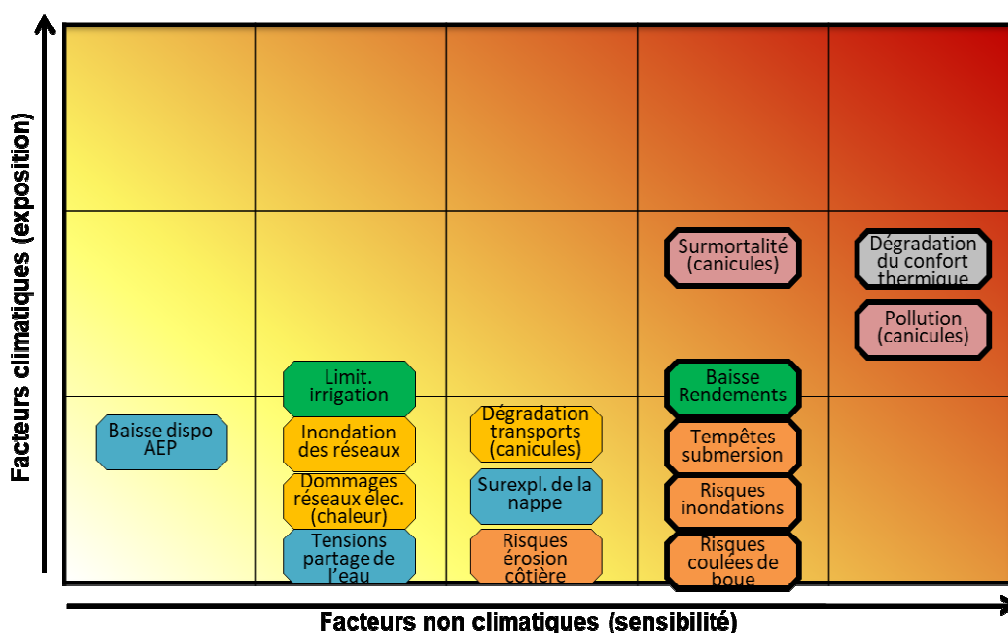 Facteurs climatiques (exposition)
Surmortalité
(canicules)
Dégradation
du confort
thermique
Pollution
(canicules)
Limit.
irrigation
Baisse
Rendements
Baisse dispo
AEP
Inondation
des réseaux
Dégradation
transports
(canicules)
Tempêtes
submersion
Dommages
réseaux élec.
(chaleur)
Surexpl. de la
nappe
Risques
inondations
Tensions
partage de
l'eau
Risques
érosion
côtière
Risques
coulées de
boue
Facteurs non climatiques (sensibilité)